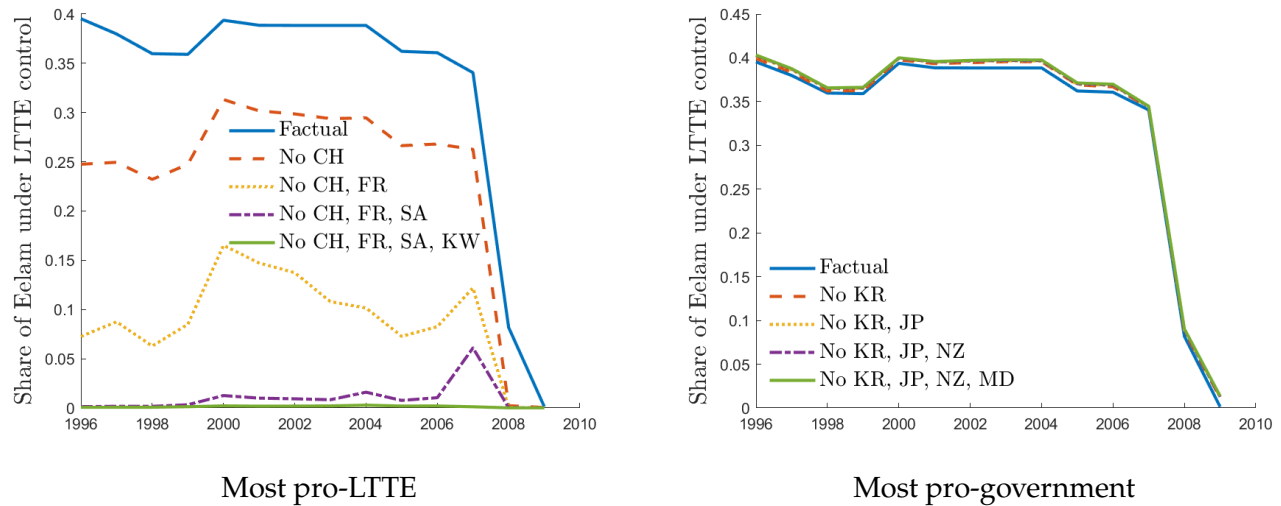 Share of Eelam under LTTE control
0.4
0.35
0.3
0.25
0.2
0.15
0.1
0.05
0
1996 1998 2000 2002 2004 2006 2008 2010
Factual
No CH
No CH, FR
No CH, FR, SA
No CH, FR, SA, KW
Most pro-LTTE
Share of Eelam under LTTE control
0.45
0.4
0.35
0.3
0.25
0.2
0.15
0.1
0.05
0
1996 1998 2000 2002 2004 2006 2008 2010
Factual
No KR
No KR, JP
No KR, JP, NZ
No KR, JP, NZ, MD
Most pro-government